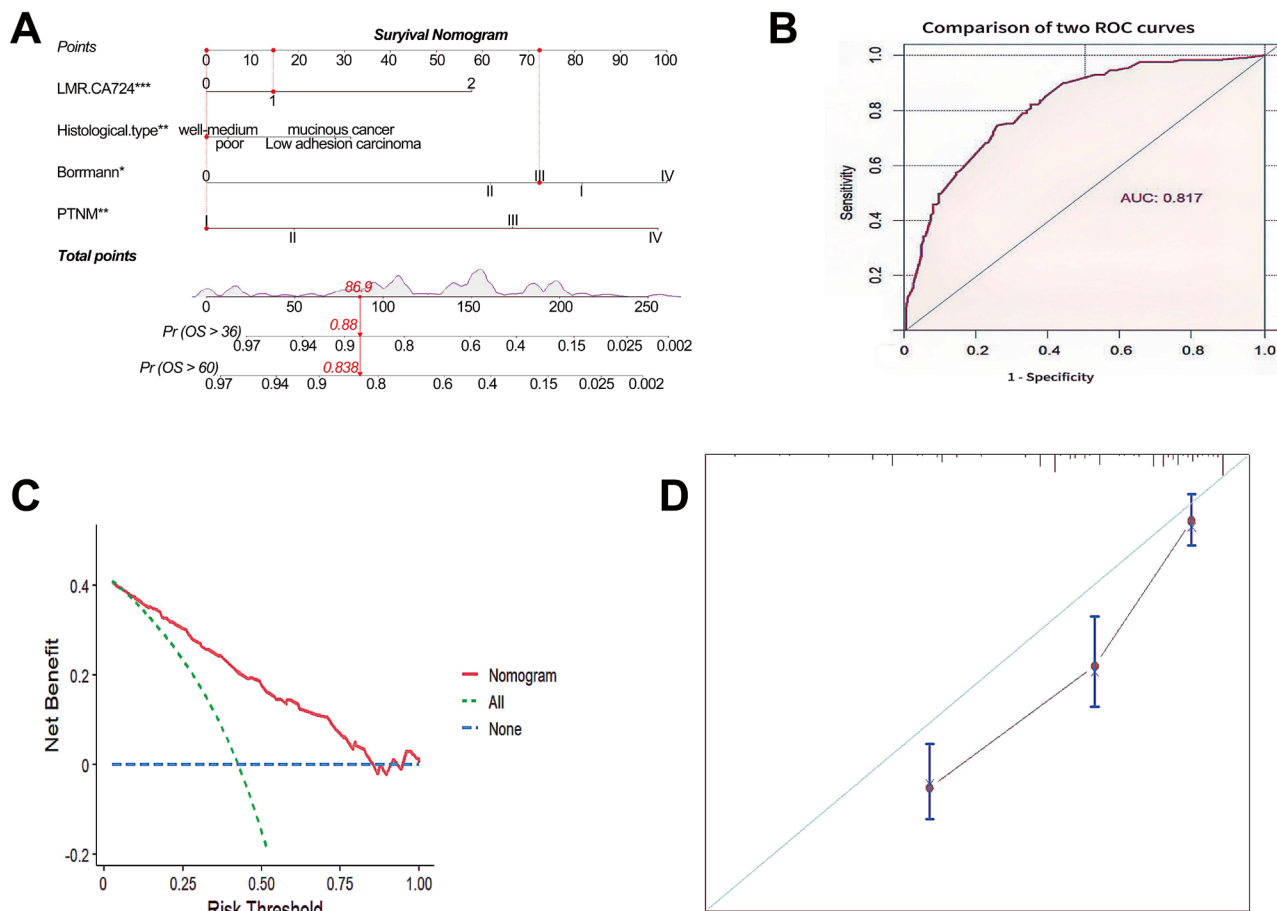 A
Survival Nomogram
Points
0 10 20 30 40 50 60 70 80 90 100
LMR.CA724***
0 2
1
Histological.type**
well-medium mucinous cancer
poor Low adhesion carcinoma
Borrmann*
0 III IV
II I
PTNM**
I III
II IV
Total points
86.9
0 50 100 150 200 250
0.88
Pr (OS > 36)
0.97 0.94 0.9 0.8 0.6 0.4 0.15 0.025 0.002
0.838
Pr (OS > 60)
0.97 0.94 0.9 0.8 0.6 0.4 0.15 0.025 0.002
B
Comparison of two ROC curves
1.0
0.8
0.6
0.4
0.2
Sensitivity
AUC: 0.817
0 0.2 0.4 0.6 0.8 1.0
1 - Specificity
C
0.4
0.2
0
-0.2
Net Benefit
Nomogram
All
None
0 0.25 0.50 0.75 1.00
Risk Threshold
D